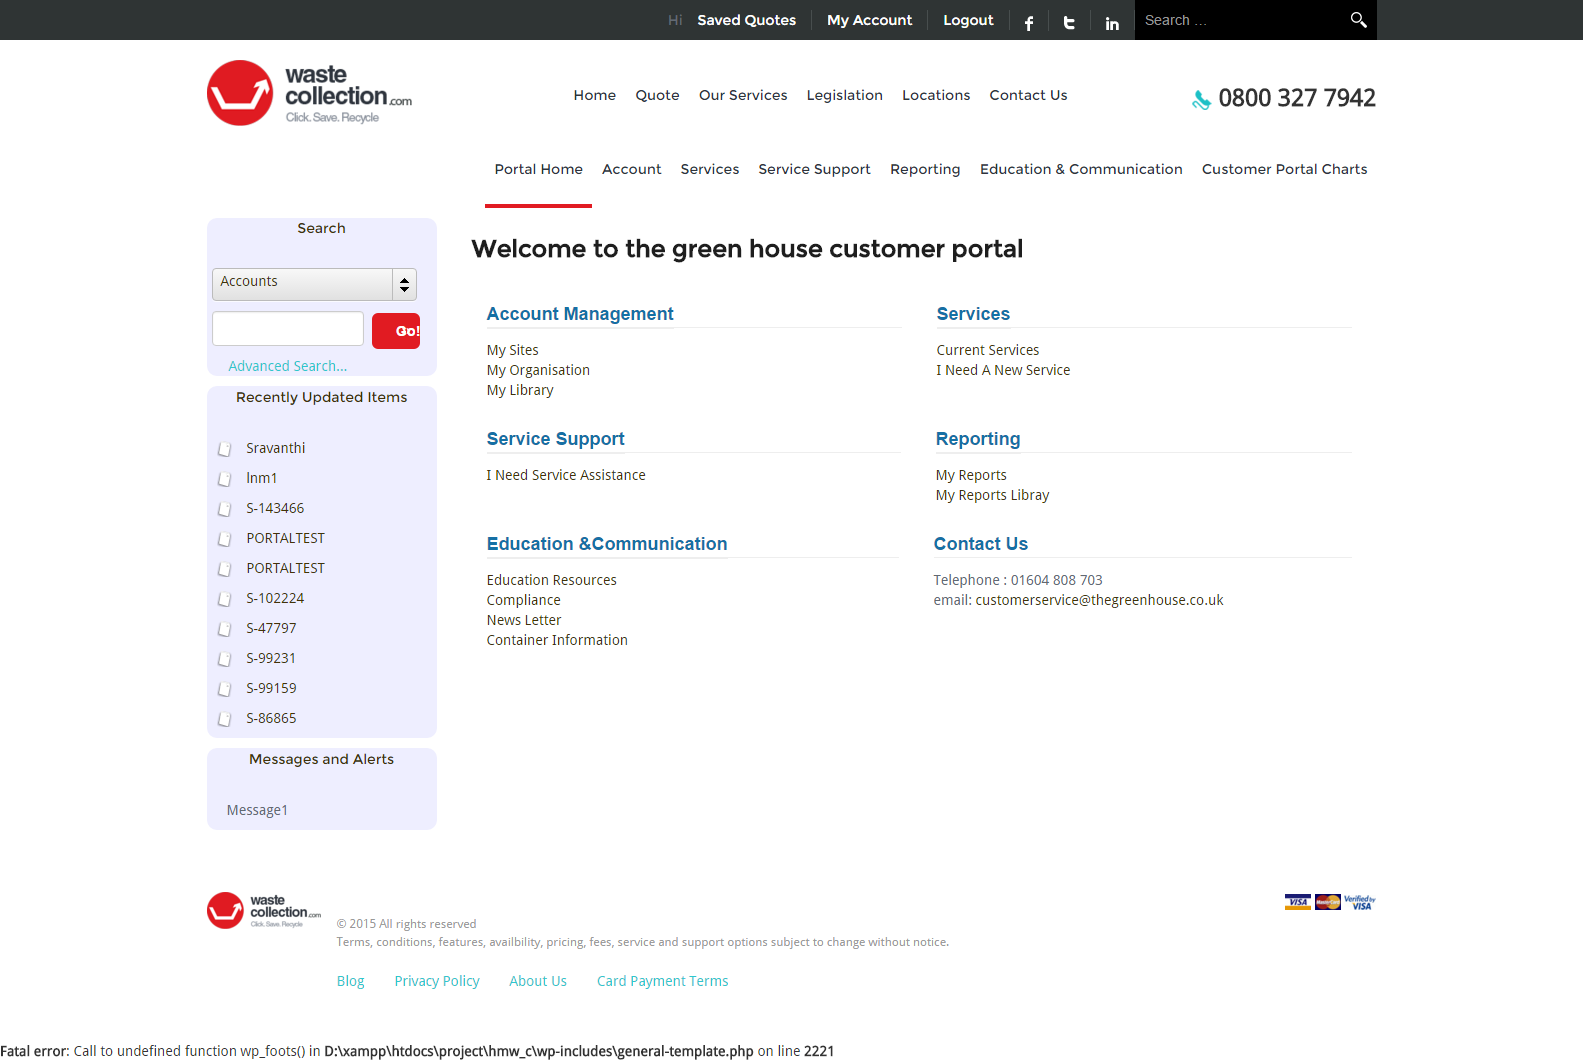 Hi Saved Quotes My Account Logout Search ...
waste
collection.com
Click. Save. Recycle
Home Quote Our Services Legislation Locations Contact Us
0800 327 7942
Portal Home Account Services Service Support Reporting Education & Communication Customer Portal Charts
Search
Accounts
Go!
Advanced Search...
Recently Updated Items
Sravanthi
lnm1
S-143466
PORTALTEST
PORTALTEST
S-102224
S-47797
S-99231
S-99159
S-86865
Messages and Alerts
Message1
Welcome to the green house customer portal
Account Management
My Sites
My Organisation
My Library
Services
Current Services
I Need A New Service
Service Support
I Need Service Assistance
Reporting
My Reports
My Reports Libray
Education &Communication
Education Resources
Compliance
News Letter
Container Information
Contact Us
Telephone : 01604 808 703
email: customerservice@thegreenhouse.co.uk
waste
collection.com
Click. Save. Recycle
© 2015 All rights reserved
Terms, conditions, features, availbility, pricing, fees, service and support options subject to change without notice.
VISA MasterCard Verified by
VISA
Blog Privacy Policy About Us Card Payment Terms
Fatal error: Call to undefined function wp_foots() in D:\xampp\htdocs\project\hmw_c\wp-includes\general-template.php on line 2221